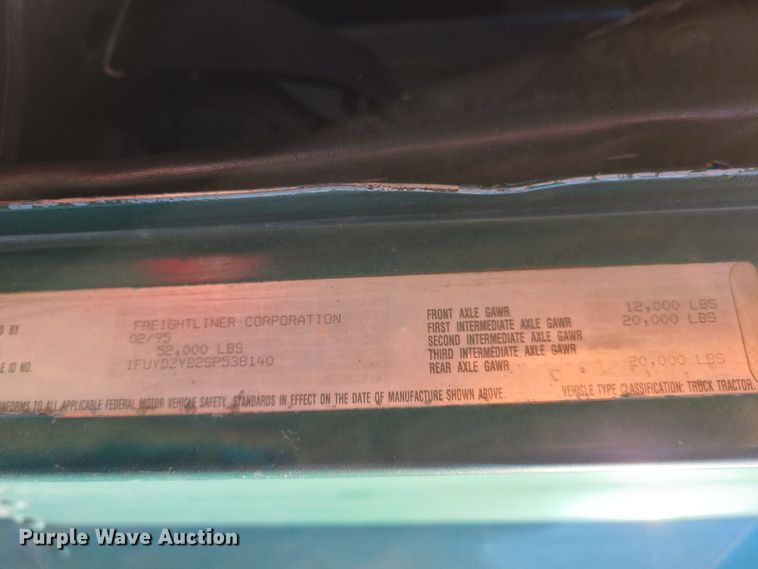 D BY FREIGHTLINER CORPORATION
02/95
52,000 LBS
E ID NO. 1FUYDZYB2SP538140
FRONT AXLE GAWR 12,000 LBS
FIRST INTERMEDIATE AXLE GAWR 20,000 LBS
SECOND INTERMEDIATE AXLE GAWR
THIRD INTERMEDIATE AXLE GAWR
REAR AXLE GAWR 20,000 LBS
ONFORMS TO ALL APPLICABLE FEDERAL MOTOR VEHICLE SAFETY STANDARDS IN EFFECT ON THE DATE OF MANUFACTURE SHOWN ABOVE. VEHICLE TYPE CLASSIFICATION: TRUCK TRACTOR.
Purple Wave Auction